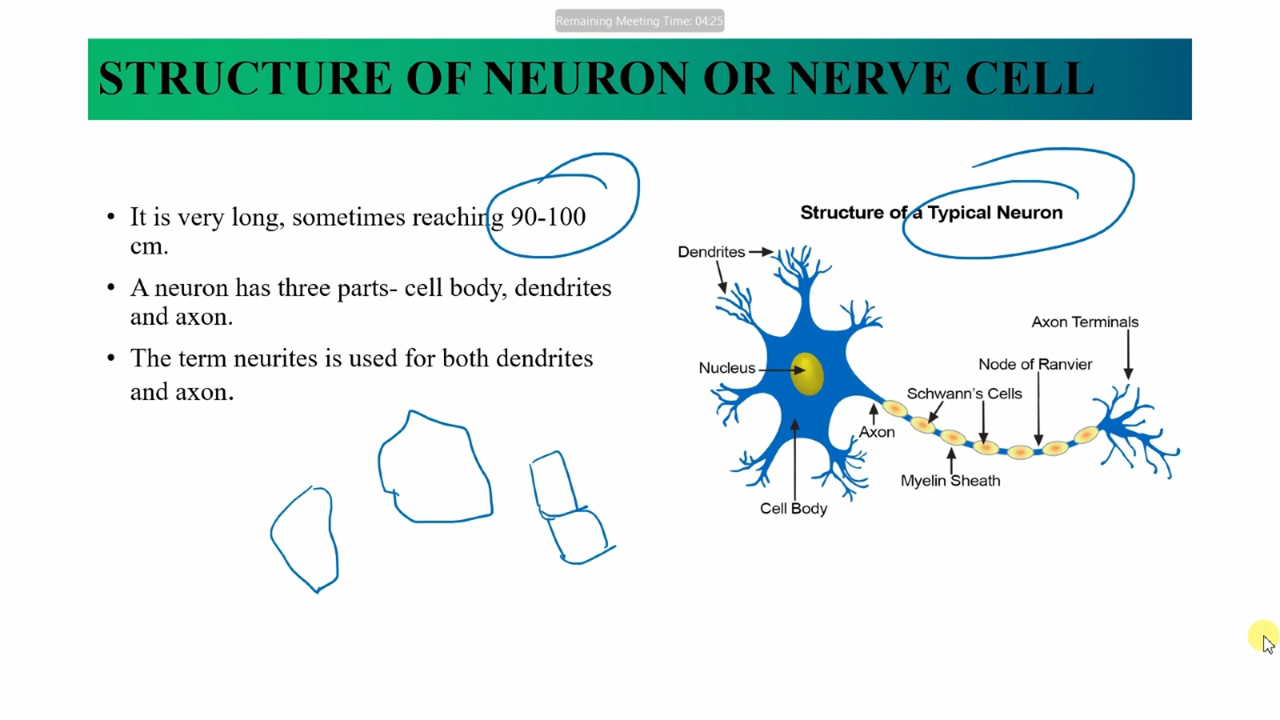 Remaining Meeting Time: 04:25
STRUCTURE OF NEURON OR NERVE CELL
• It is very long, sometimes reaching 90-100
cm.
• A neuron has three parts- cell body, dendrites
and axon.
• The term neurites is used for both dendrites
and axon.
Structure of a Typical Neuron
Dendrites
Axon Terminals
Node of Ranvier
Nucleus
Schwann's Cells
Axon
Myelin Sheath
Cell Body